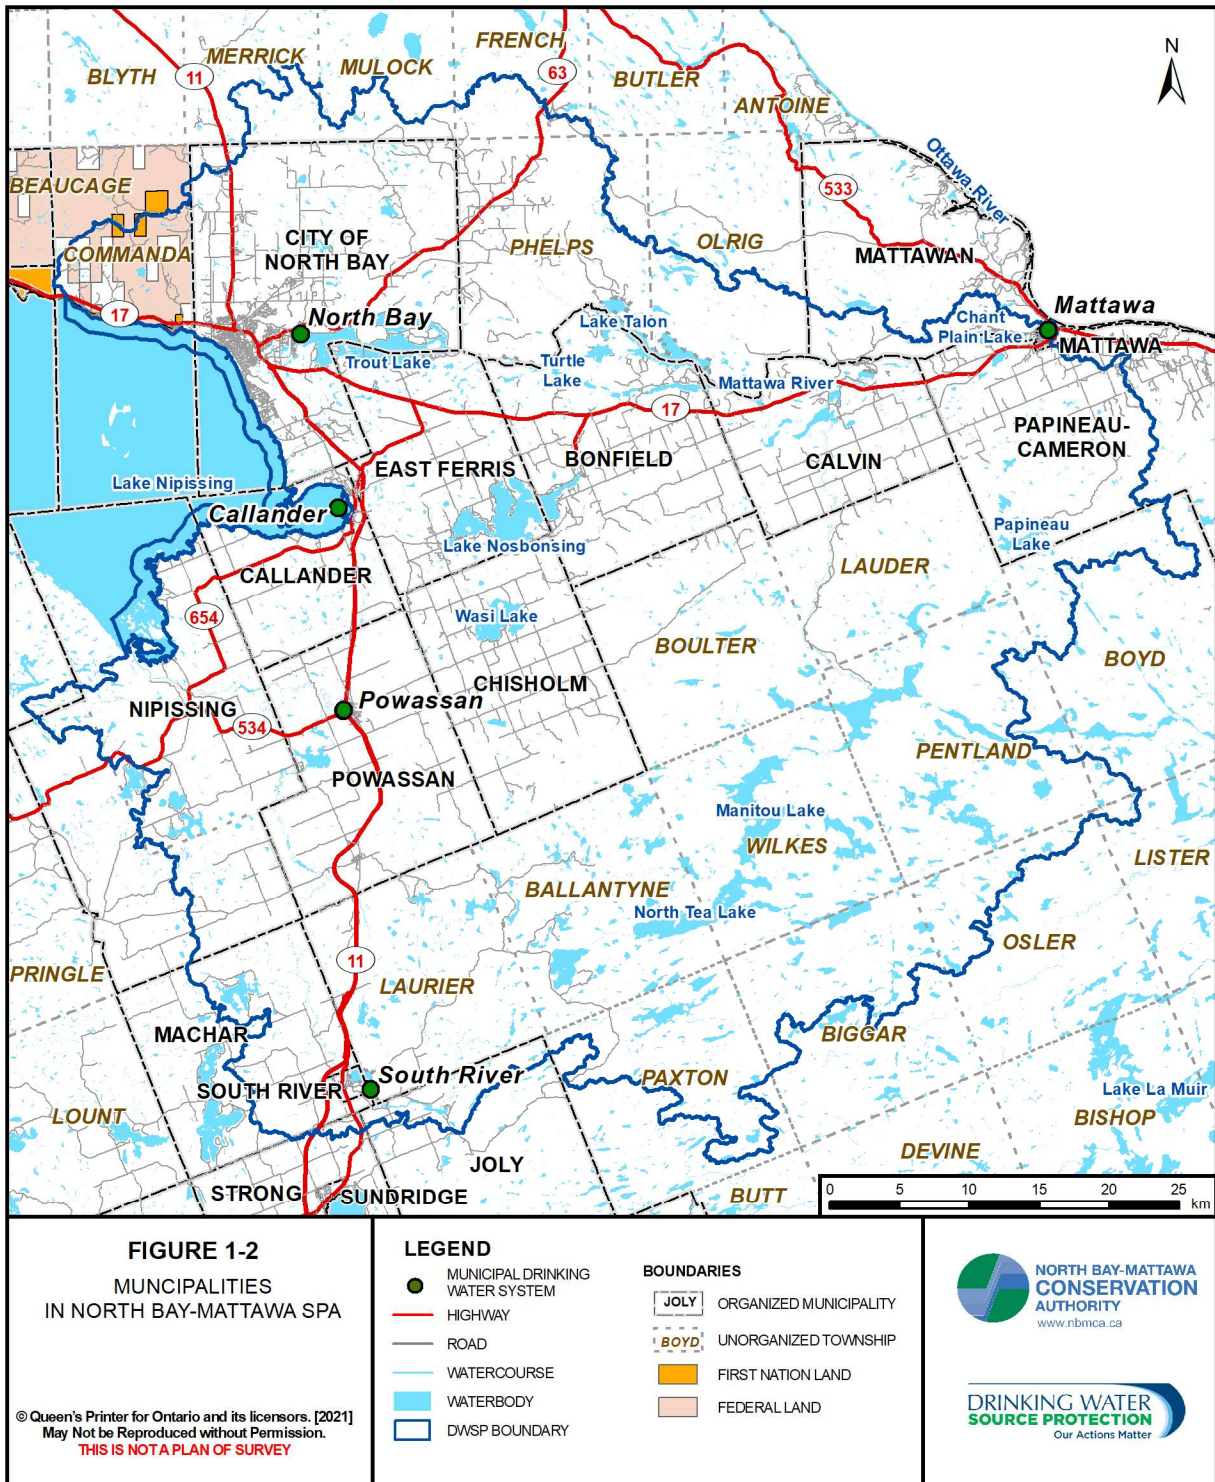 FRENCH
MERRICK
MULOCK
BLYTH
11
63
BUTLER
ANTOINE
N
Ottawa River
BEAUCAGE
533
COMMANDA
CITY OF
NORTH BAY
PHELPS
OLRIG
MATTAWAN
17
North Bay
Lake Talon
Chant
Plain Lake
Mattawa
MATTAWA
Trout Lake
Turtle
Lake
Mattawa River
17
PAPINEAU-
CAMERON
EAST FERRIS
BONFIELD
CALVIN
Lake Nipissing
Callander
Lake Nosbonsing
Papineau
Lake
CALLANDER
LAUDER
654
Wasi Lake
BOULTER
BOYD
CHISHOLM
NIPISSING
Powassan
534
PENTLAND
POWASSAN
Manitou Lake
WILKES
LISTER
BALLANTYNE
North Tea Lake
OSLER
PRINGLE
11
LAURIER
MACHAR
BIGGAR
SOUTH RIVER
South River
PAXTON
Lake La Muir
LOUNT
BISHOP
DEVINE
JOLY
STRONG
SUNDRIDGE
BUTT
0 5 10 15 20 25
km
FIGURE 1-2
MUNCIPALITIES
IN NORTH BAY-MATTAWA SPA
© Queen's Printer for Ontario and its licensors. [2021]
May Not be Reproduced without Permission.
THIS IS NOT A PLAN OF SURVEY
LEGEND
MUNICIPAL DRINKING
WATER SYSTEM
HIGHWAY
ROAD
WATERCOURSE
WATERBODY
DWSP BOUNDARY
BOUNDARIES
JOLY ORGANIZED MUNICIPALITY
BOYD UNORGANIZED TOWNSHIP
FIRST NATION LAND
FEDERAL LAND
NORTH BAY-MATTAWA
CONSERVATION
AUTHORITY
www.nbmca.ca
DRINKING WATER
SOURCE PROTECTION
Our Actions Matter